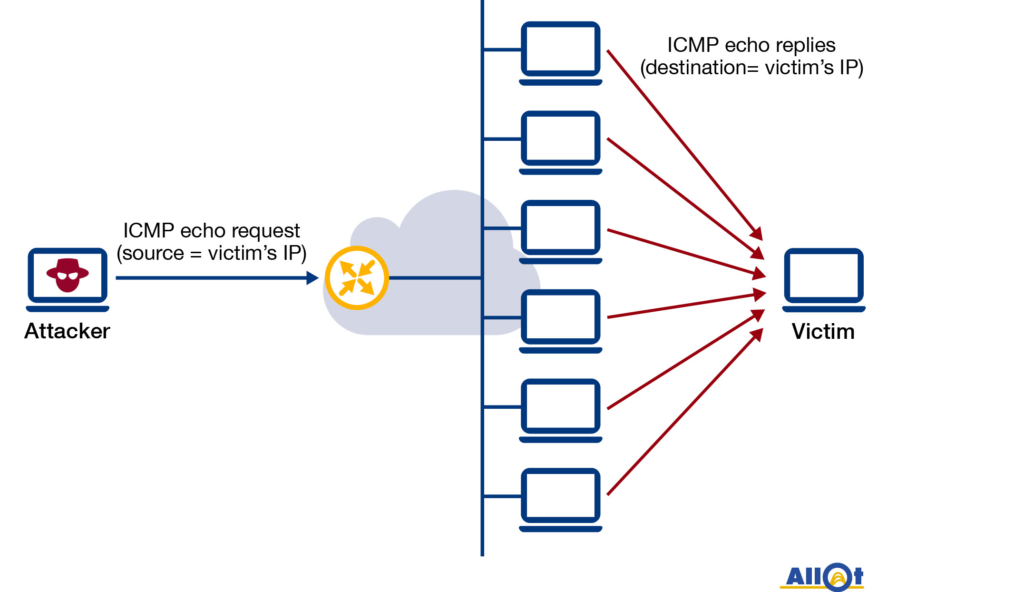 ICMP echo replies
(destination= victim’s IP)
ICMP echo request
(source = victim’s IP)
Attacker
Victim
Allot